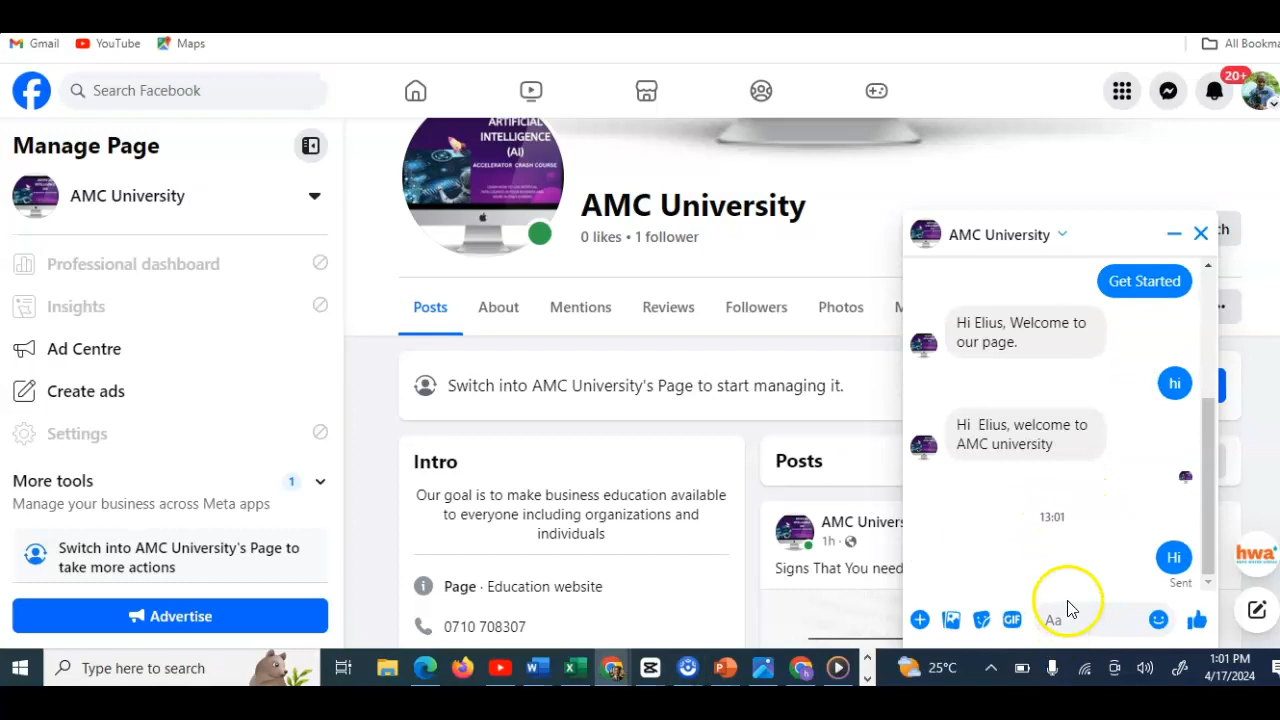 Gmail
YouTube
Maps
All Bookma
Search Facebook
20+
Manage Page
AMC University
Professional dashboard
Insights
Ad Centre
Create ads
Settings
More tools
1
Manage your business across Meta apps
Switch into AMC University's Page to
take more actions
Advertise
ARTIFICIAL
INTELLIGENCE
(AI)
ACCELERATOR CRASH COURSE
AMC University
0 likes • 1 follower
Posts
About
Mentions
Reviews
Followers
Photos
M
Switch into AMC University's Page to start managing it.
Intro
Our goal is to make business education available
to everyone including organizations and
individuals
Page · Education website
0710 708307
Posts
AMC Univers
1h ·
Signs That You need
ch
AMC University
Get Started
Hi Elius, Welcome to
our page.
hi
Hi Elius, welcome to
AMC university
13:01
Hi
Sent
GIF
Aa
hwa
Type here to search
25°C
1:01 PM
4/17/2024